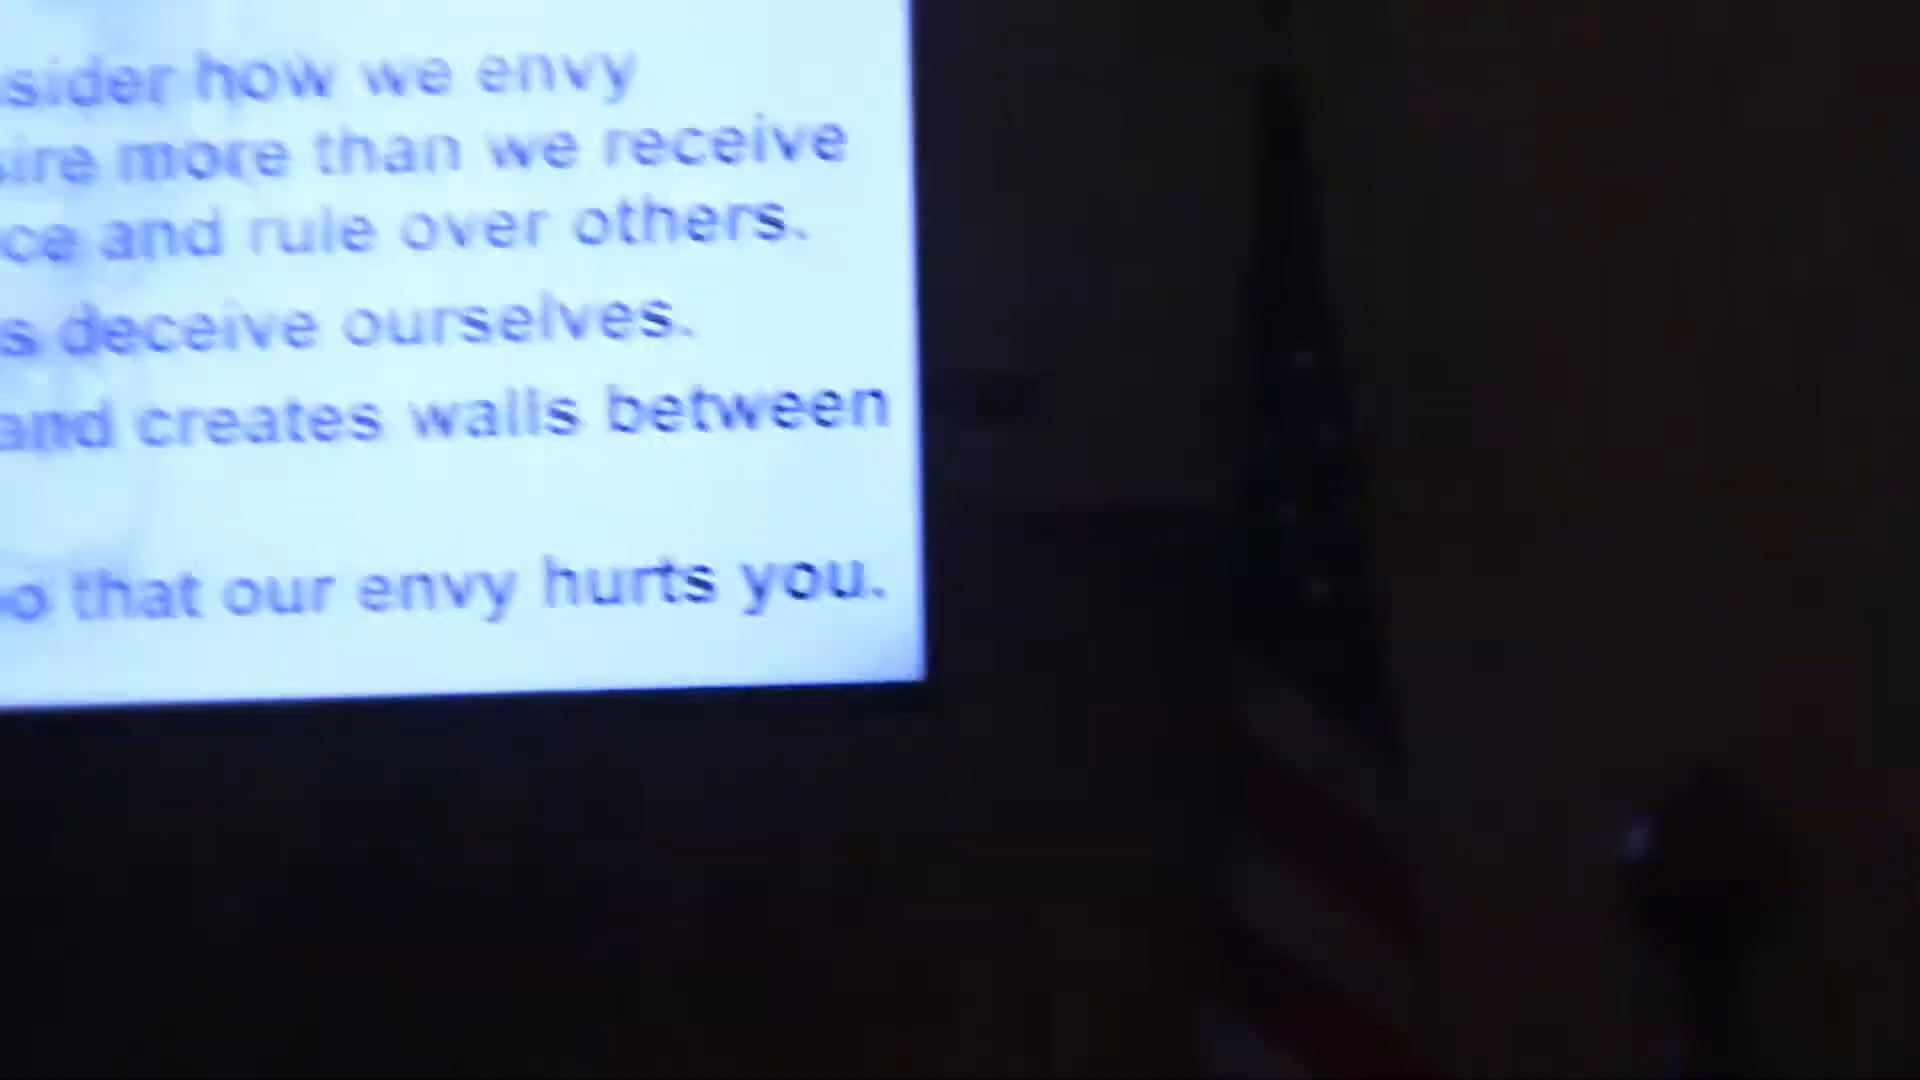 sider how we envy
ire more than we receive
ce and rule over others.
s deceive ourselves.
and creates walls between
o that our envy hurts you.